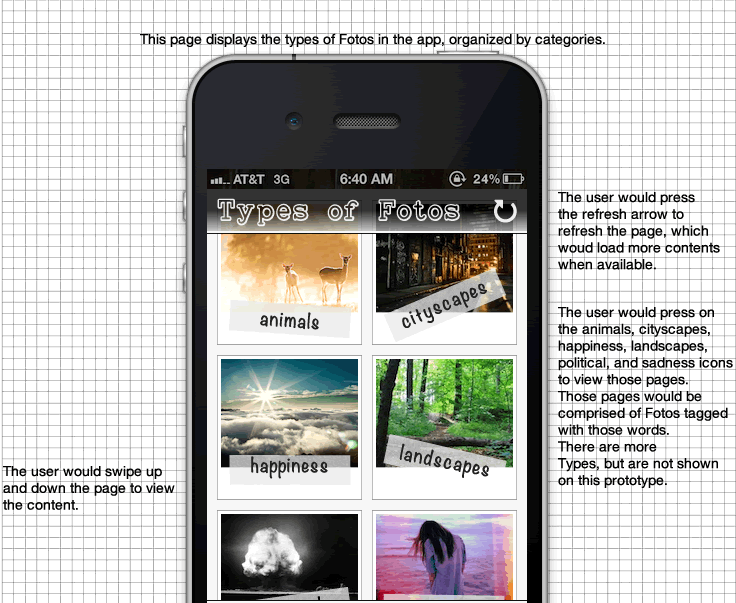 This page displays the types of Fotos in the app, organized by categories.
AT&T 3G 6:40 AM 24%
Types of Fotos
The user would press
the refresh arrow to
refresh the page, which
woud load more contents
when available.
animals
cityscapes
The user would press on
the animals, cityscapes,
happiness, landscapes,
political, and sadness icons
to view those pages.
Those pages would be
comprised of Fotos tagged
with those words.
There are more
Types, but are not shown
on this prototype.
happiness
landscapes
The user would swipe up
and down the page to view
the content.